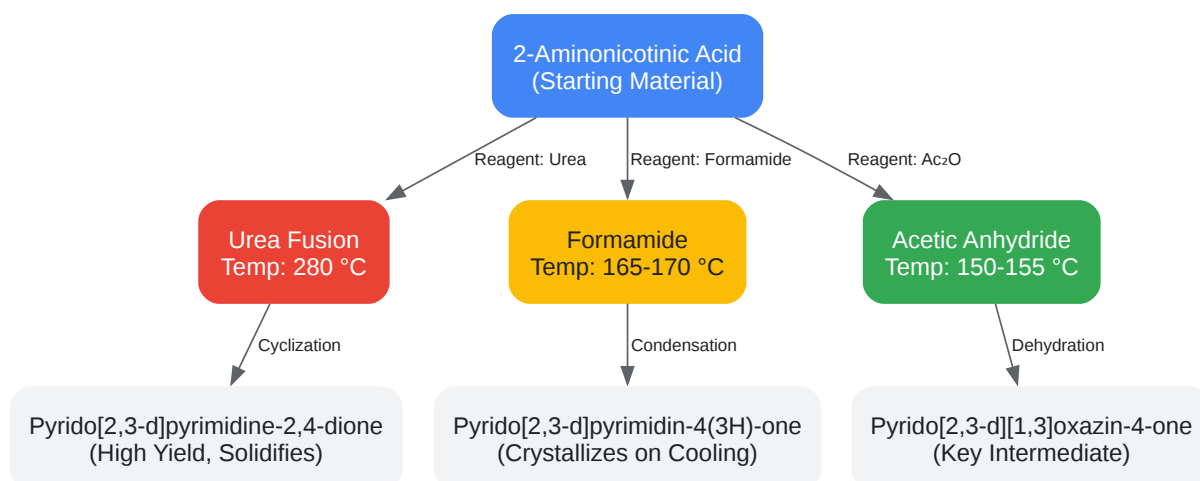 2-Aminonicotinic Acid
(Starting Material)
Reagent: Urea
Reagent: Formamide
Reagent: Ac₂O
Urea Fusion
Temp: 280 °C
Formamide
Temp: 165-170 °C
Acetic Anhydride
Temp: 150-155 °C
Cyclization
Condensation
Dehydration
Pyrido[2,3-d]pyrimidine-2,4-dione
(High Yield, Solidifies)
Pyrido[2,3-d]pyrimidin-4(3H)-one
(Crystallizes on Cooling)
Pyrido[2,3-d][1,3]oxazin-4-one
(Key Intermediate)